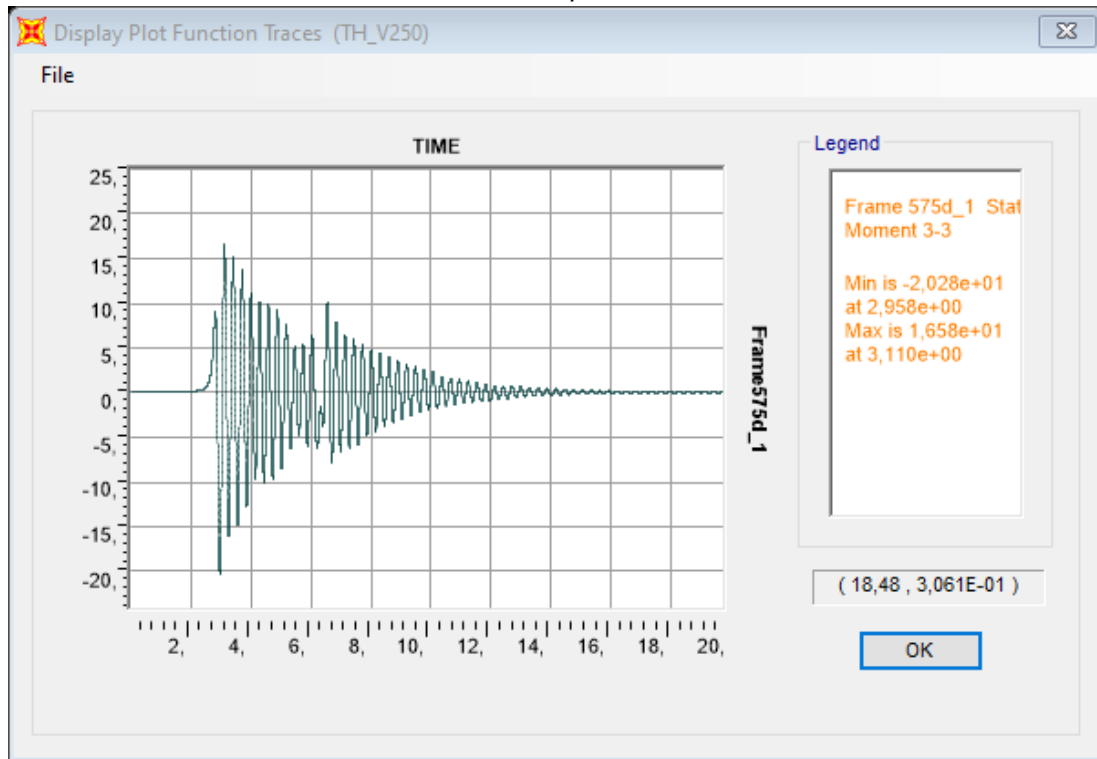 Display Plot Function Traces (TH_V250)
File
TIME
Legend
25,
20,
15,
10,
5,
0,
-5,
-10,
-15,
-20,
Frame 575d_1 Stat
Moment 3-3
Min is -2,028e+01
at 2,958e+00
Max is 1,658e+01
at 3,110e+00
Frame575d_1
2, 4, 6, 8, 10, 12, 14, 16, 18, 20,
( 18,48 , 3,061E-01 )
OK